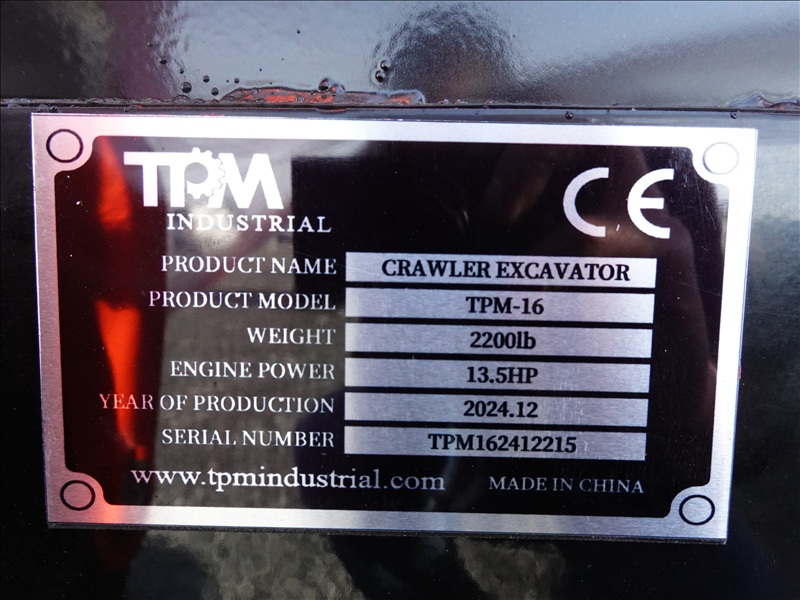 TPM
INDUSTRIAL
CE
PRODUCT NAME CRAWLER EXCAVATOR
PRODUCT MODEL TPM-16
WEIGHT 2200lb
ENGINE POWER 13.5HP
YEAR OF PRODUCTION 2024.12
SERIAL NUMBER TPM162412215
www.tpmindustrial.com MADE IN CHINA